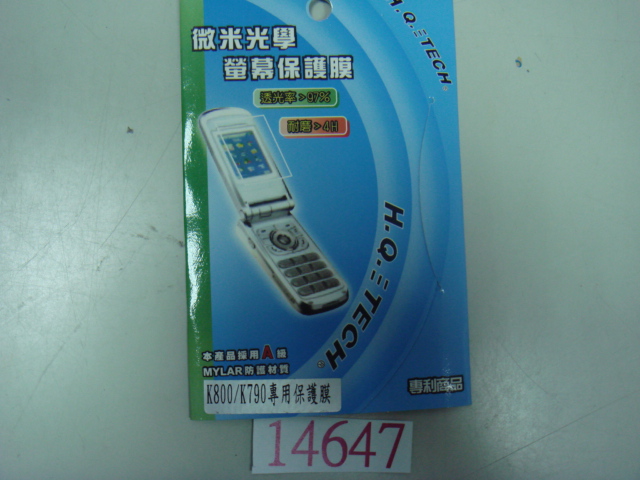 微米光學
螢幕保護膜
透光率>97%
耐磨>4H
H.Q.ΞTECH®
H.Q.ΞTECH®
本產品採用A級
MYLAR防護材質
K800/K790專用保護膜
專利商品
14647